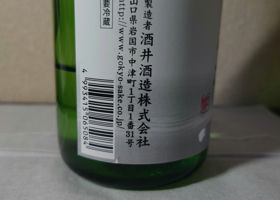 製造者 酒井酒造株式会社
山口県岩国市中津町1丁目1番31号
http://www.gokyo-sake.co.jp/
要冷蔵
4993415065084